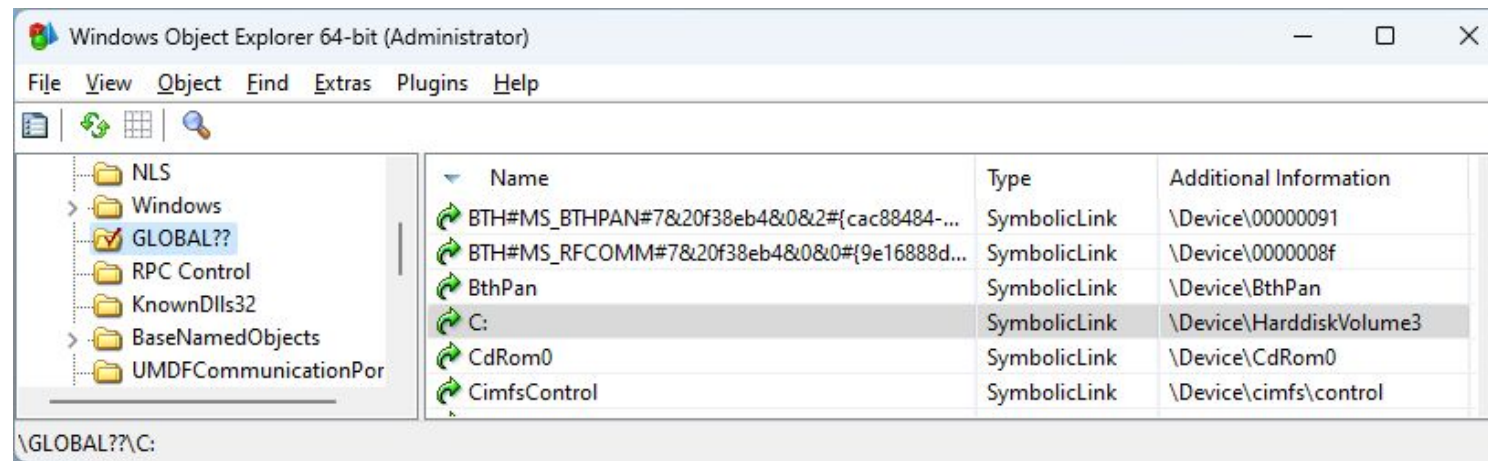 Windows Object Explorer 64-bit (Administrator)
File View Object Find Extras Plugins Help
NLS
Windows
GLOBAL??
RPC Control
KnownDlls32
BaseNamedObjects
UMDFCommunicationPor
Name Type Additional Information
BTH#MS_BTHPAN#7&20f38eb4&0&2#{cac88484-... SymbolicLink \Device\00000091
BTH#MS_RFCOMM#7&20f38eb4&0&0#{9e16888d... SymbolicLink \Device\0000008f
BthPan SymbolicLink \Device\BthPan
C: SymbolicLink \Device\HarddiskVolume3
CdRom0 SymbolicLink \Device\CdRom0
CimfsControl SymbolicLink \Device\cimfs\control
\GLOBAL??\C: